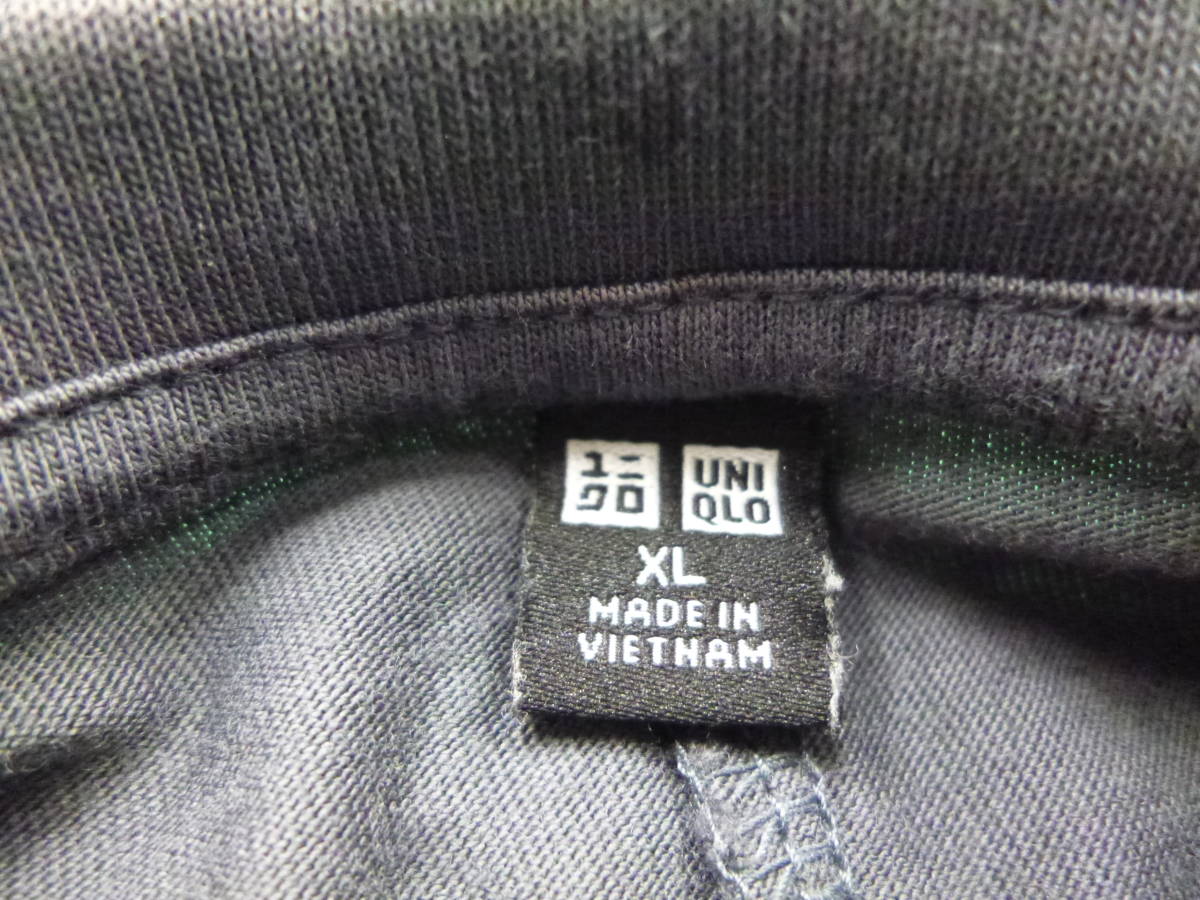 ユニ
クロ
UNI
QLO
XL
MADE IN
VIETNAM